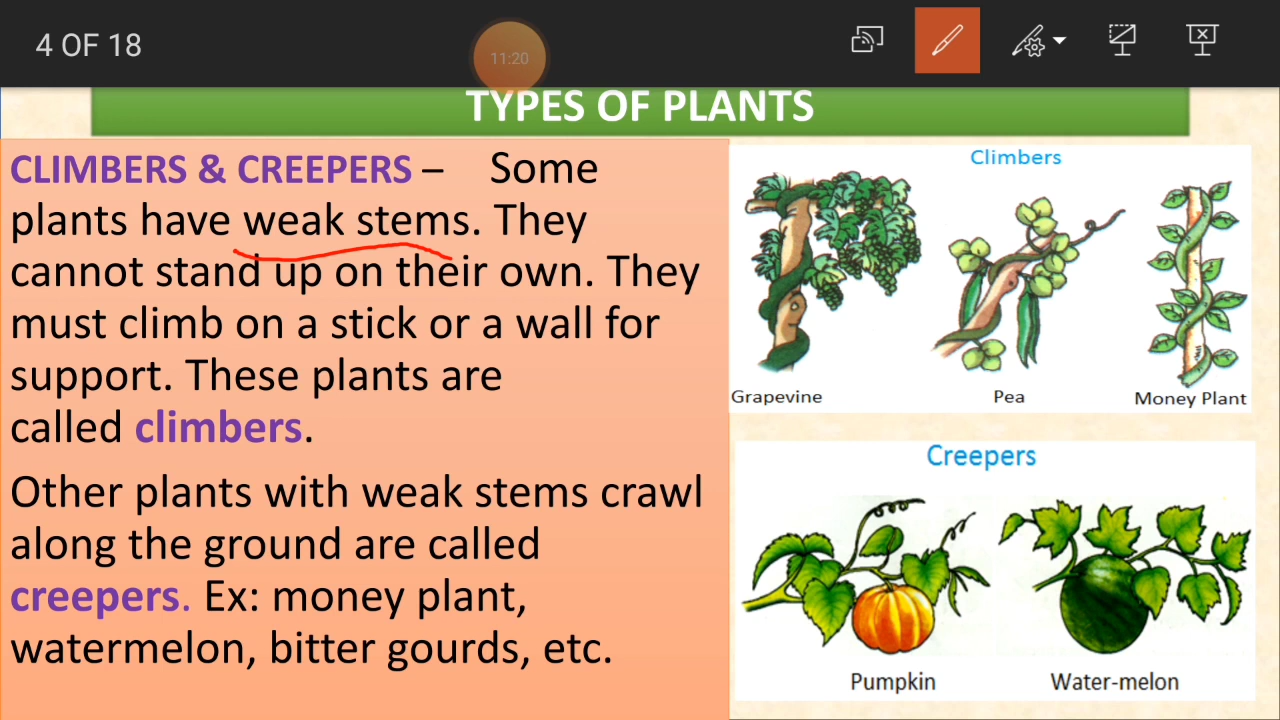 4 OF 18
11:20
TYPES OF PLANTS
CLIMBERS & CREEPERS – Some
plants have weak stems. They
cannot stand up on their own. They
must climb on a stick or a wall for
support. These plants are
called climbers.
Other plants with weak stems crawl
along the ground are called
creepers. Ex: money plant,
watermelon, bitter gourds, etc.
Climbers
Grapevine Pea Money Plant
Creepers
Pumpkin Water-melon